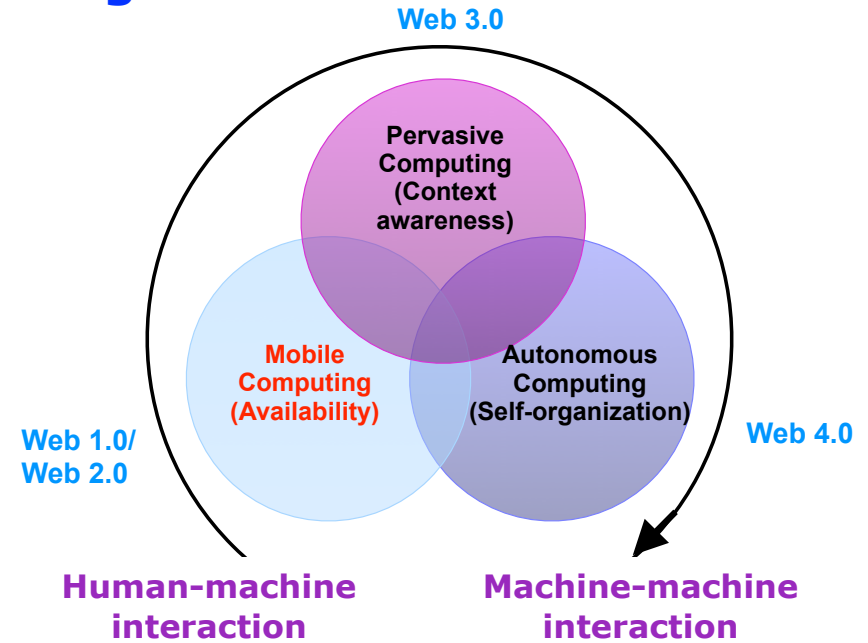 Web 3.0
Pervasive
Computing
(Context
awareness)
Mobile
Computing
(Availability)
Autonomous
Computing
(Self-organization)
Web 1.0/
Web 2.0
Web 4.0
Human-machine
interaction
Machine-machine
interaction